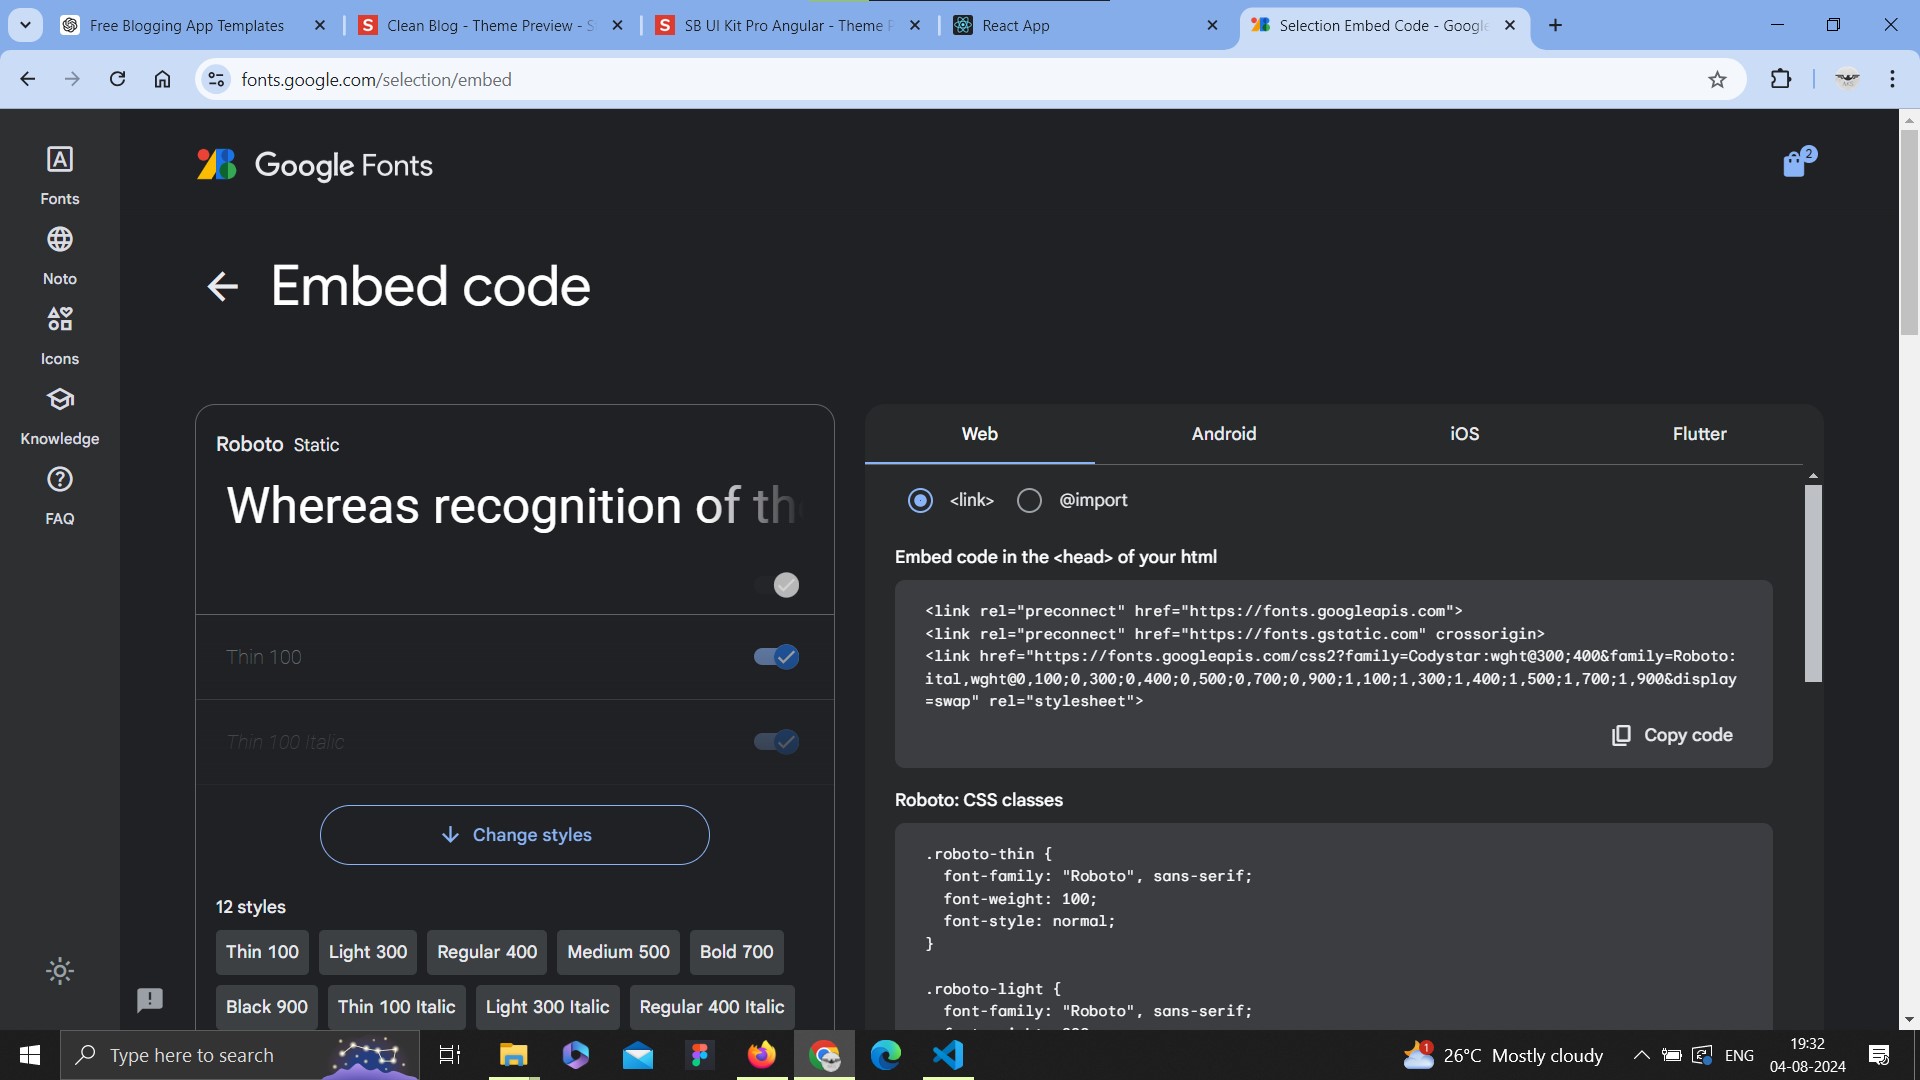 Free Blogging App Templates
Clean Blog - Theme Preview - S
SB UI Kit Pro Angular - Theme P
React App
Selection Embed Code - Google
fonts.google.com/selection/embed
Fonts
Noto
Icons
Knowledge
FAQ
Google Fonts
2
Embed code
Roboto Static
Whereas recognition of the
Thin 100
Thin 100 Italic
Change styles
12 styles
Thin 100
Light 300
Regular 400
Medium 500
Bold 700
Black 900
Thin 100 Italic
Light 300 Italic
Regular 400 Italic
Web
Android
iOS
Flutter
<link>
@import
Embed code in the <head> of your html
<link rel="preconnect" href="https://fonts.googleapis.com">
<link rel="preconnect" href="https://fonts.gstatic.com" crossorigin>
<link href="https://fonts.googleapis.com/css2?family=Codystar:wght@300;400&family=Roboto:
ital,wght@0,100;0,300;0,400;0,500;0,700;0,900;1,100;1,300;1,400;1,500;1,700;1,900&display
=swap" rel="stylesheet">
Copy code
Roboto: CSS classes
.roboto-thin {
font-family: "Roboto", sans-serif;
font-weight: 100;
font-style: normal;
}
.roboto-light {
font-family: "Roboto", sans-serif;
Type here to search
1
26°C Mostly cloudy
ENG
19:32
04-08-2024